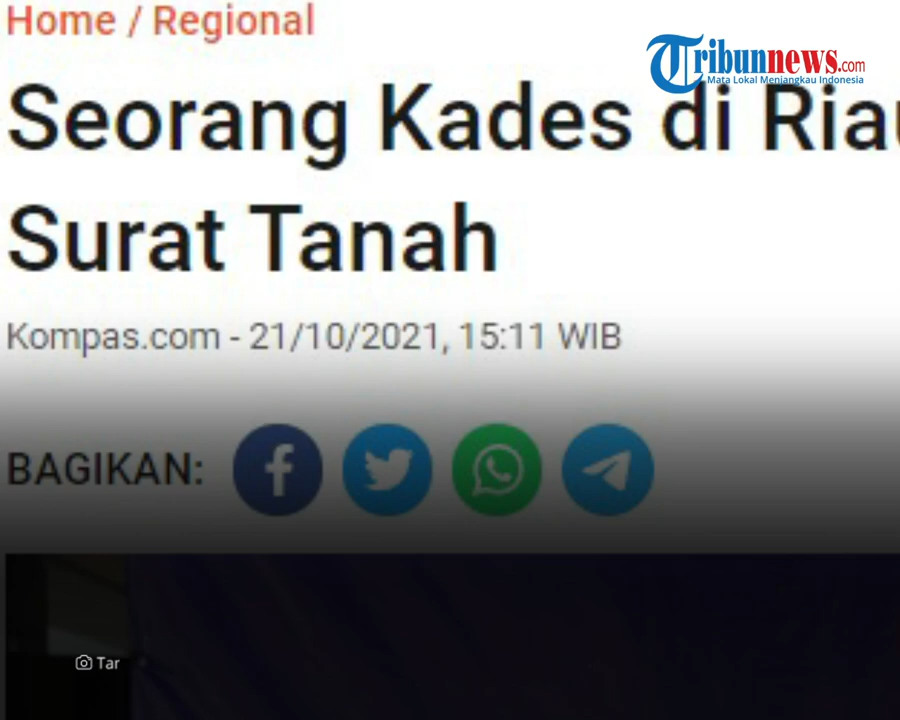 Home / Regional
Tribunnews.com
Mata Lokal Menjangkau Indonesia
Seorang Kades di Riau
Surat Tanah
Kompas.com - 21/10/2021, 15:11 WIB
BAGIKAN:
Tar